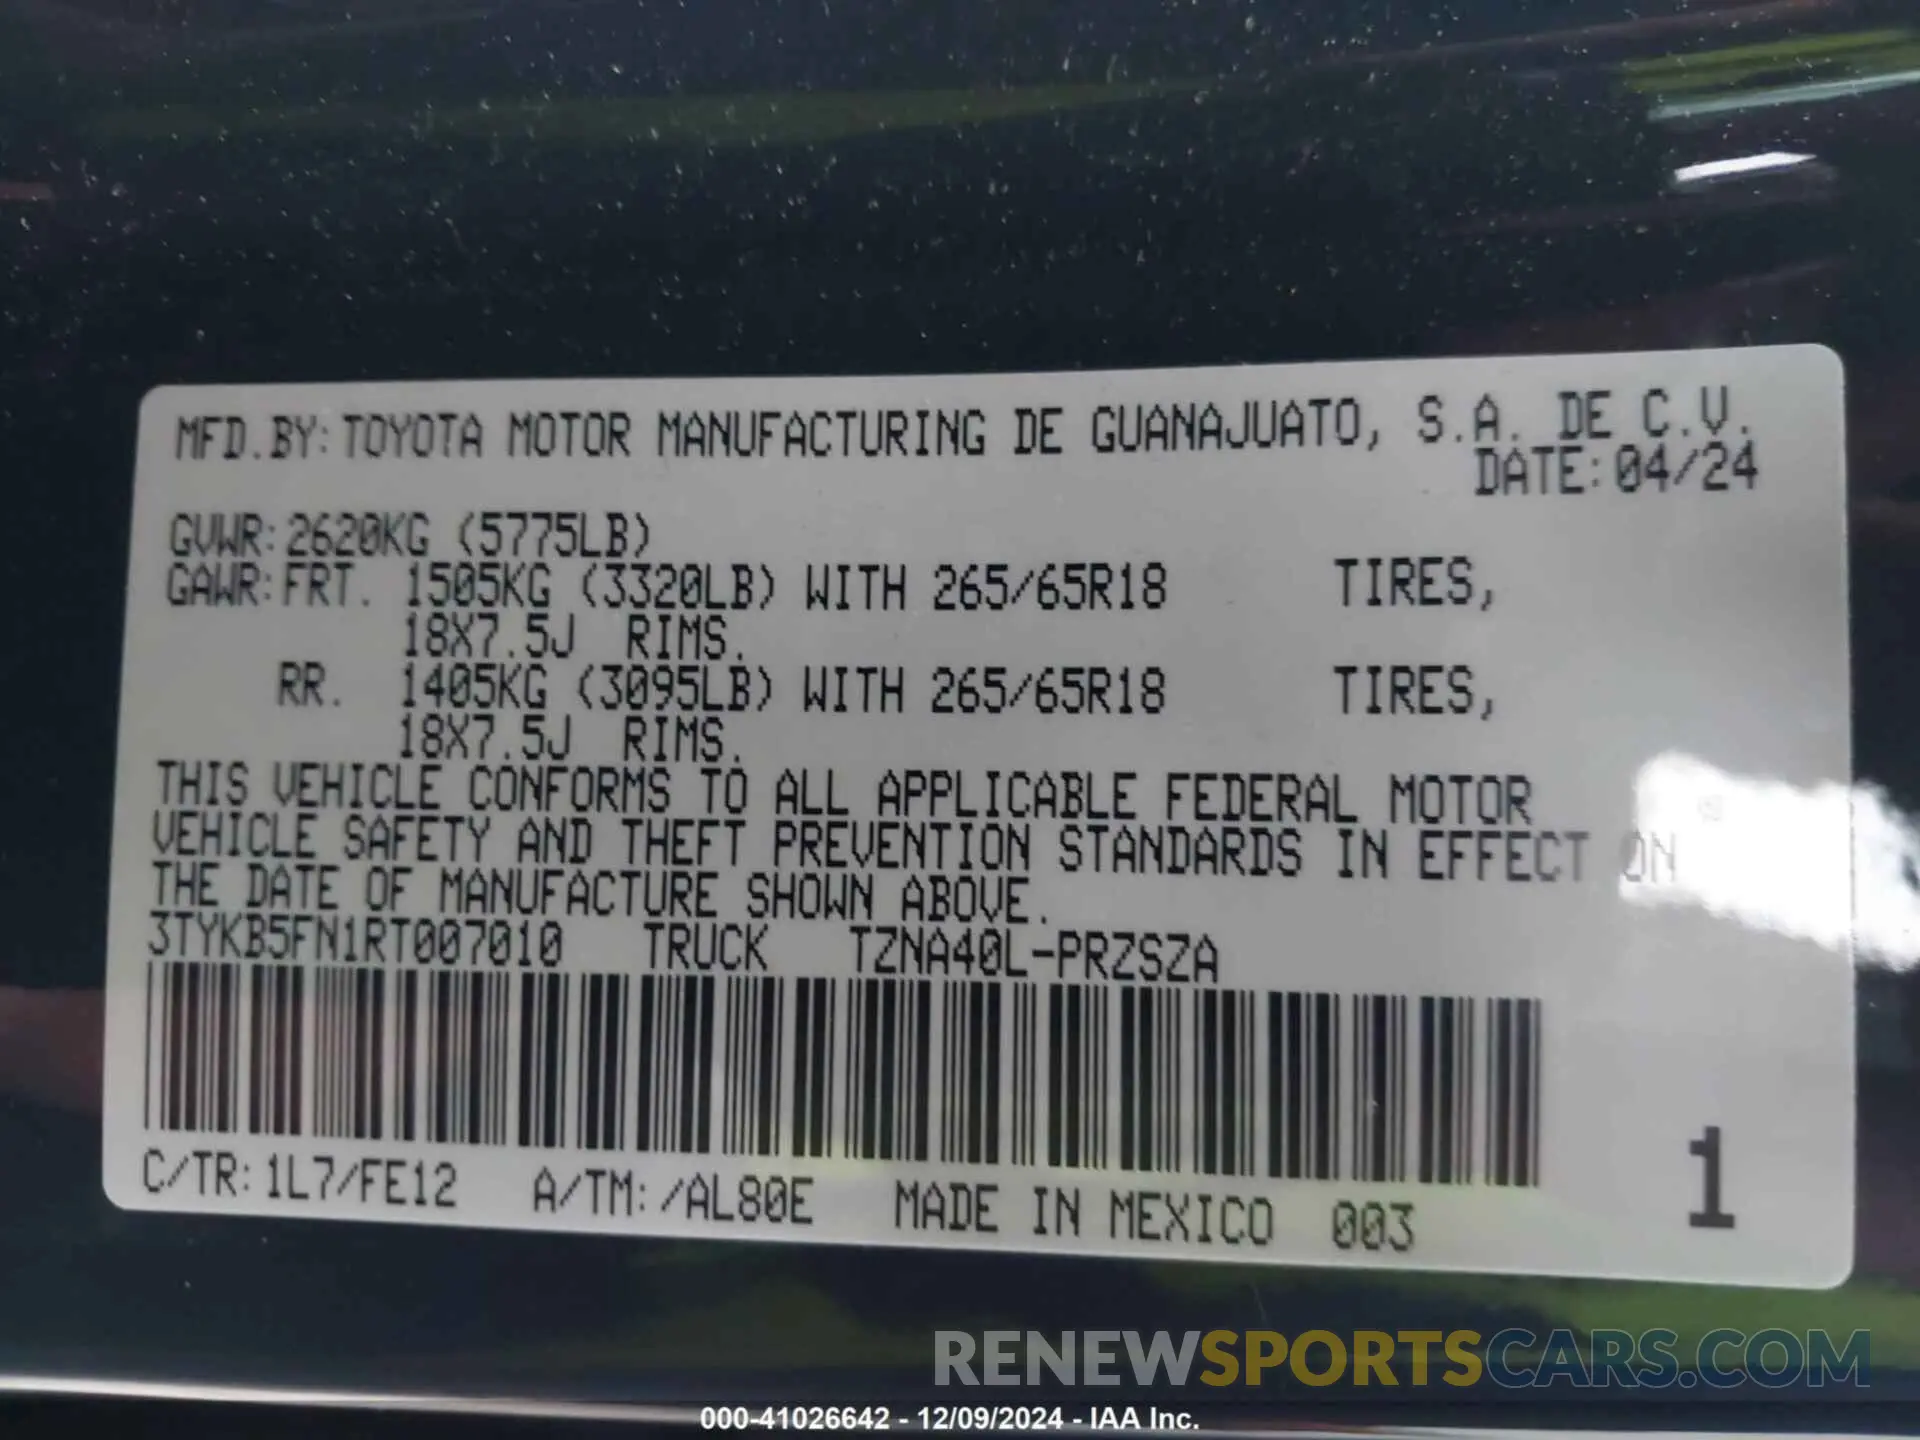 MFD.BY: TOYOTA MOTOR MANUFACTURING DE GUANAJUATO, S.A. DE C.V.
DATE: 04/24
GVWR: 2620KG (5775LB)
GAWR: FRT. 1505KG (3320LB) WITH 265/65R18 TIRES,
18X7.5J RIMS.
RR. 1405KG (3095LB) WITH 265/65R18 TIRES,
18X7.5J RIMS.
THIS VEHICLE CONFORMS TO ALL APPLICABLE FEDERAL MOTOR
VEHICLE SAFETY AND THEFT PREVENTION STANDARDS IN EFFECT ON
THE DATE OF MANUFACTURE SHOWN ABOVE.
3TYKB5FN1RT007010 TRUCK TZNA40L-PRZSZA
C/TR: 1L7/FE12 A/TM: /AL80E MADE IN MEXICO 003
1
RENEWSPORTSCARS.COM
000-41026642 - 12/09/2024 - IAA Inc.